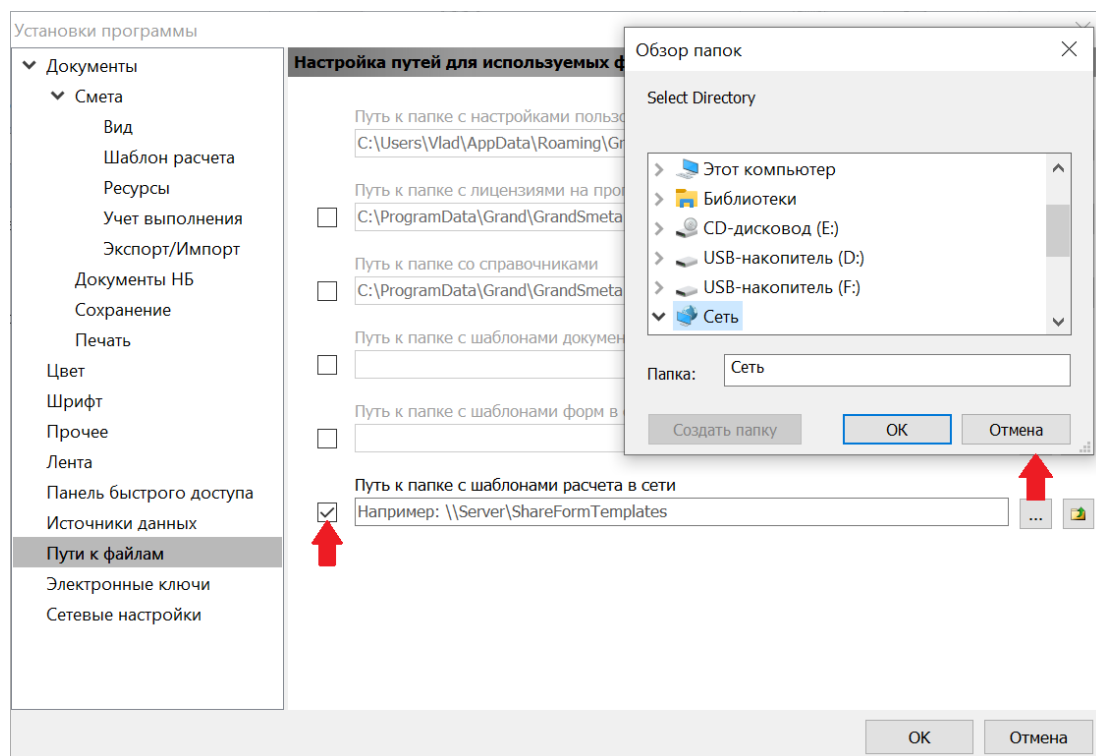 Установки программы
Документы
Смета
Вид
Шаблон расчета
Ресурсы
Учет выполнения
Экспорт/Импорт
Документы НБ
Сохранение
Печать
Цвет
Шрифт
Прочее
Лента
Панель быстрого доступа
Источники данных
Пути к файлам
Электронные ключи
Сетевые настройки
Настройка путей для используемых
Путь к папке с настройками
C:\Users\Vlad\AppData\Roaming\Gr
Путь к папке с лицензиями на
C:\ProgramData\Grand\GrandSmeta
Путь к папке со справочниками
C:\ProgramData\Grand\GrandSmeta
Путь к папке с шаблонами
Путь к папке с шаблонами форм в
Путь к папке с шаблонами расчета в сети
Например: \\Server\ShareFormTemplates
...
Обзор папок
Select Directory
Этот компьютер
Библиотеки
CD-дисковод (E:)
USB-накопитель (D:)
USB-накопитель (F:)
Сеть
Папка: Сеть
Создать папку OK Отмена
OK Отмена